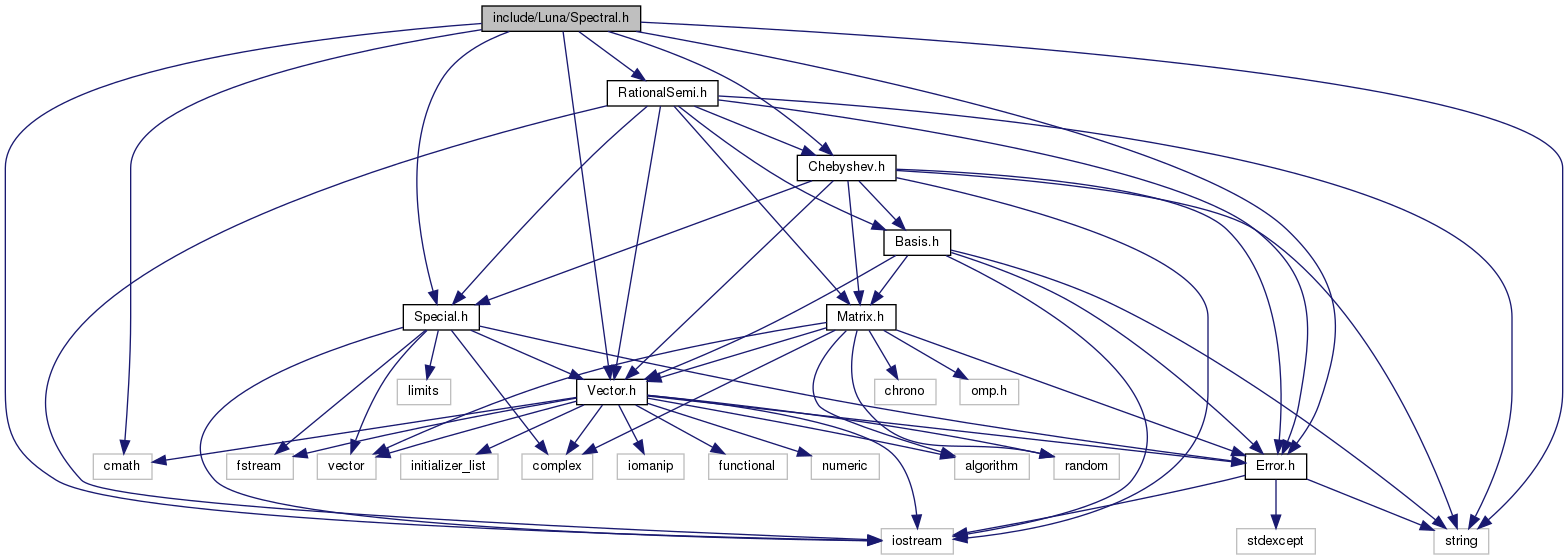 include/Luna/Spectral.h
RationalSemi.h
Chebyshev.h
Basis.h
Special.h
Matrix.h
limits
Vector.h
chrono
omp.h
cmath
fstream
vector
initializer_list
complex
iomanip
functional
numeric
algorithm
random
Error.h
iostream
stdexcept
string